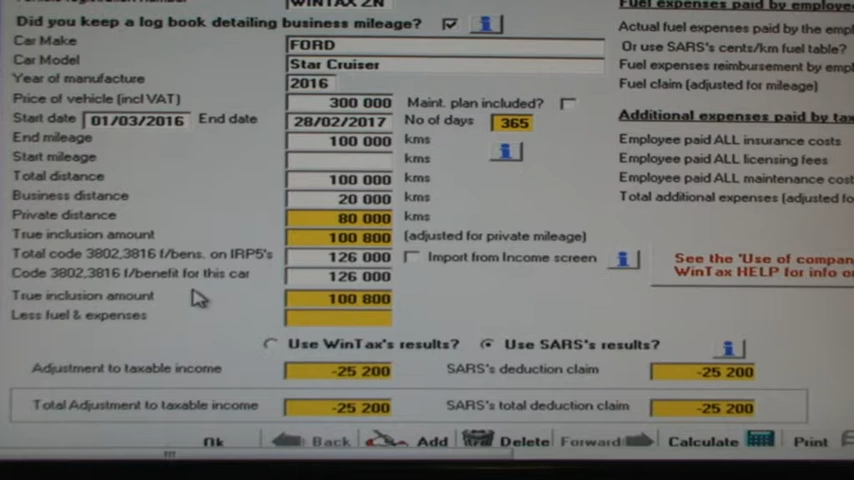 WINTAX ZN
Did you keep a log book detailing business mileage?
Car Make FORD
Car Model Star Cruiser
Year of manufacture 2016
Price of vehicle (incl VAT) 300 000 Maint. plan included?
Start date 01/03/2016 End date 28/02/2017 No of days 365
End mileage 100 000 kms
Start mileage kms
Total distance 100 000 kms
Business distance 20 000 kms
Private distance 80 000 kms
True inclusion amount 100 800 (adjusted for private mileage)
Total code 3802,3816 f/bens. on IRP5's 126 000 Import from Income screen
Code 3802,3816 f/benefit for this car 126 000
True inclusion amount 100 800
Less fuel & expenses
Use WinTax's results? Use SARS's results?
Adjustment to taxable income -25 200 SARS's deduction claim -25 200
Total Adjustment to taxable income -25 200 SARS's total deduction claim -25 200
Ok Back Add Delete Forward Calculate Print
Fuel expenses paid by employe
Actual fuel expenses paid by the empl
Or use SARS's cents/km fuel table?
Fuel expenses reimbursement by empl
Fuel claim (adjusted for mileage)
Additional expenses paid by tax
Employee paid ALL insurance costs
Employee paid ALL licensing fees
Employee paid ALL maintenance cost
Total additional expenses (adjusted fo
See the 'Use of compan
WinTax HELP for info o